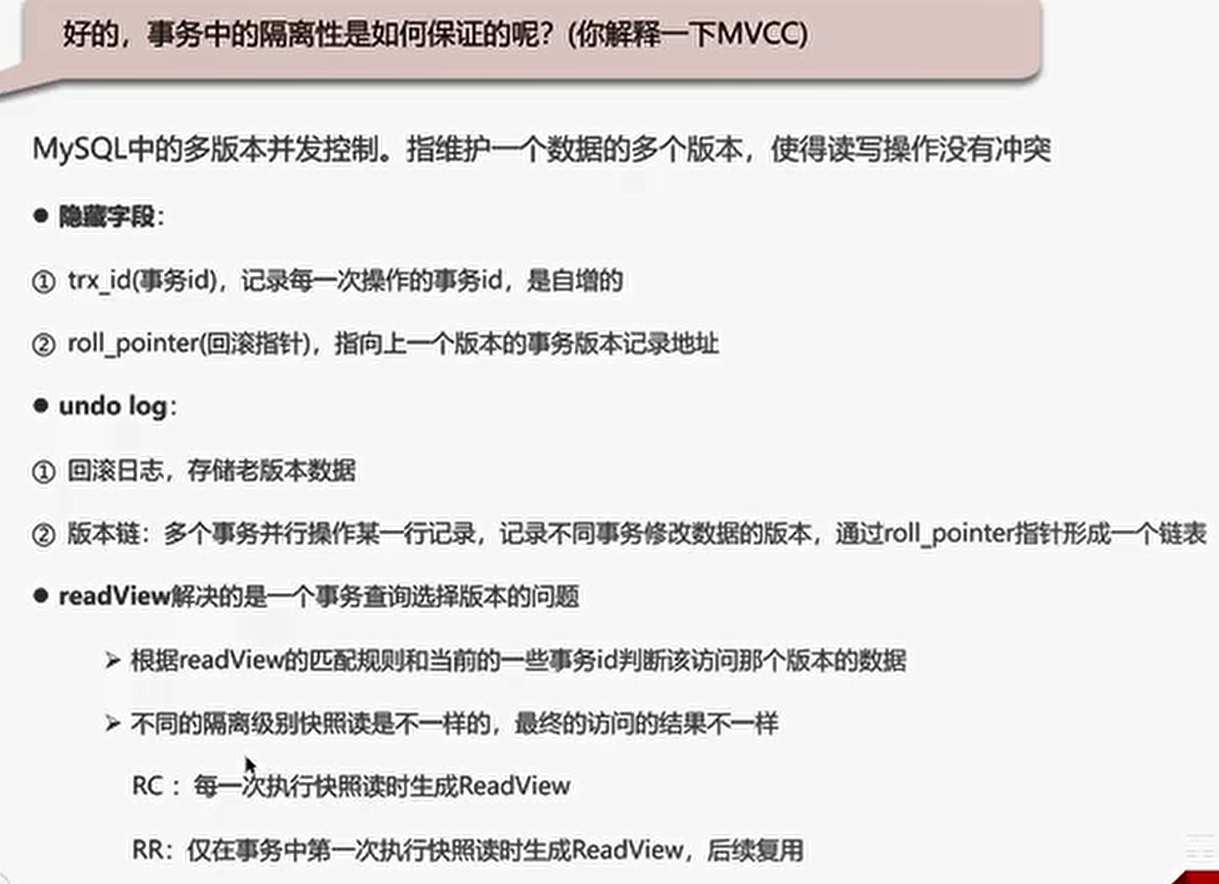 好的，事务中的隔离性是如何保证的呢？(你解释一下MVCC)
MySQL中的多版本并发控制。指维护一个数据的多个版本，使得读写操作没有冲突
● 隐藏字段：
① trx_id(事务id)，记录每一次操作的事务id，是自增的
② roll_pointer(回滚指针)，指向上一个版本的事务版本记录地址
● undo log：
① 回滚日志，存储老版本数据
② 版本链：多个事务并行操作某一行记录，记录不同事务修改数据的版本，通过roll_pointer指针形成一个链表
● readView解决的是一个事务查询选择版本的问题
➢ 根据readView的匹配规则和当前的一些事务id判断该访问那个版本的数据
➢ 不同的隔离级别快照读是不一样的，最终的访问的结果不一样
RC ：每一次执行快照读时生成ReadView
RR：仅在事务中第一次执行快照读时生成ReadView，后续复用